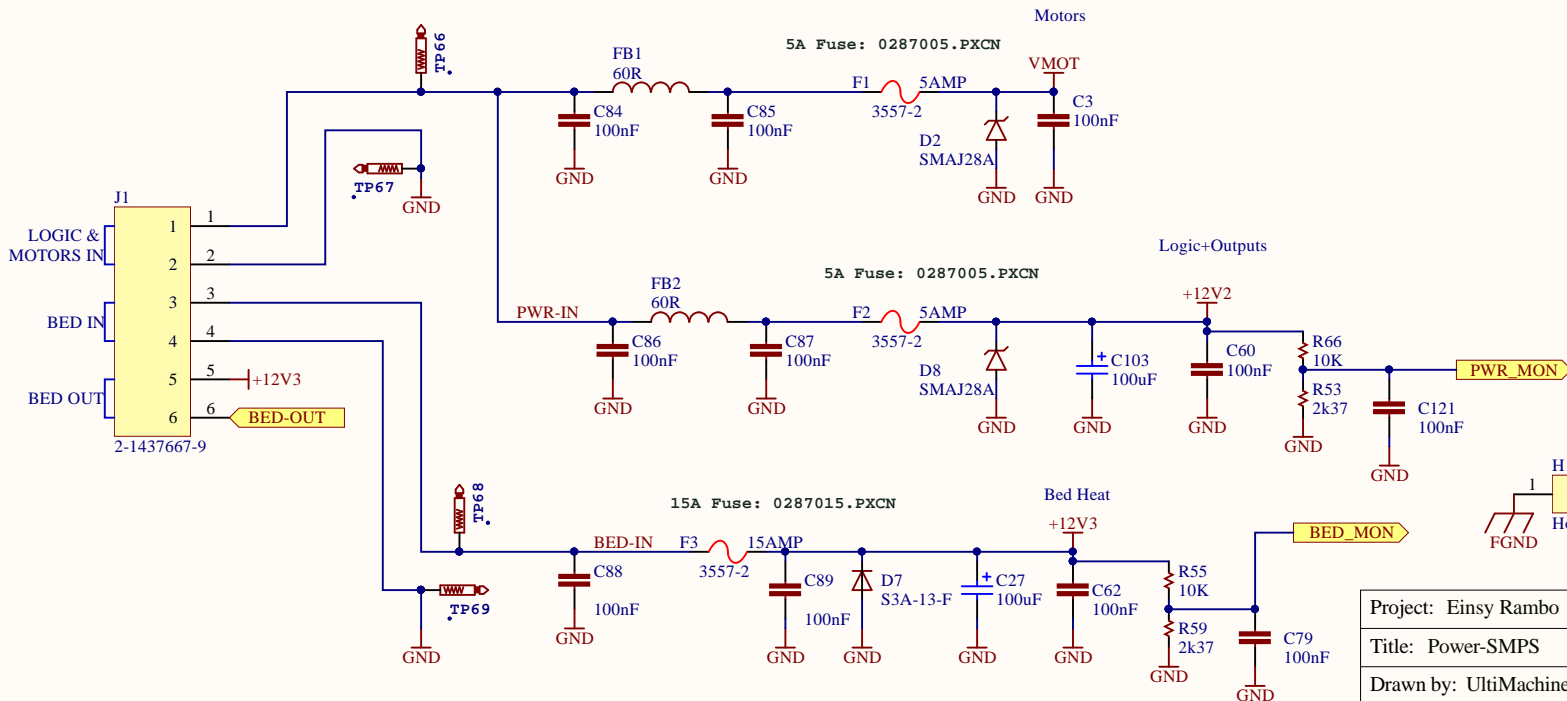 Motors
5A Fuse: 0287005.PXCN
TP66
FB1
60R
F1
5AMP
3557-2
VMOT
C84
100nF
C85
100nF
D2
SMAJ28A
C3
100nF
GND
GND
GND
GND
TP67
GND
J1
LOGIC &
MOTORS IN
BED IN
BED OUT
1
2
3
4
5
6
1
2
3
4
5
6
+12V3
BED-OUT
2-1437667-9
Logic+Outputs
5A Fuse: 0287005.PXCN
PWR-IN
FB2
60R
F2
5AMP
3557-2
+12V2
C86
100nF
C87
100nF
D8
SMAJ28A
C103
100uF
C60
100nF
R66
10K
R53
2k37
PWR_MON
C121
100nF
GND
GND
GND
GND
GND
GND
GND
Bed Heat
15A Fuse: 0287015.PXCN
TP68
BED-IN
F3
15AMP
3557-2
+12V3
TP69
GND
C88
100nF
C89
100nF
D7
S3A-13-F
C27
100uF
C62
100nF
R55
10K
R59
2k37
BED_MON
C79
100nF
GND
GND
GND
GND
GND
GND
GND
1
H
FGND
Project: Einsy Rambo
Title: Power-SMPS
Drawn by: UltiMachine